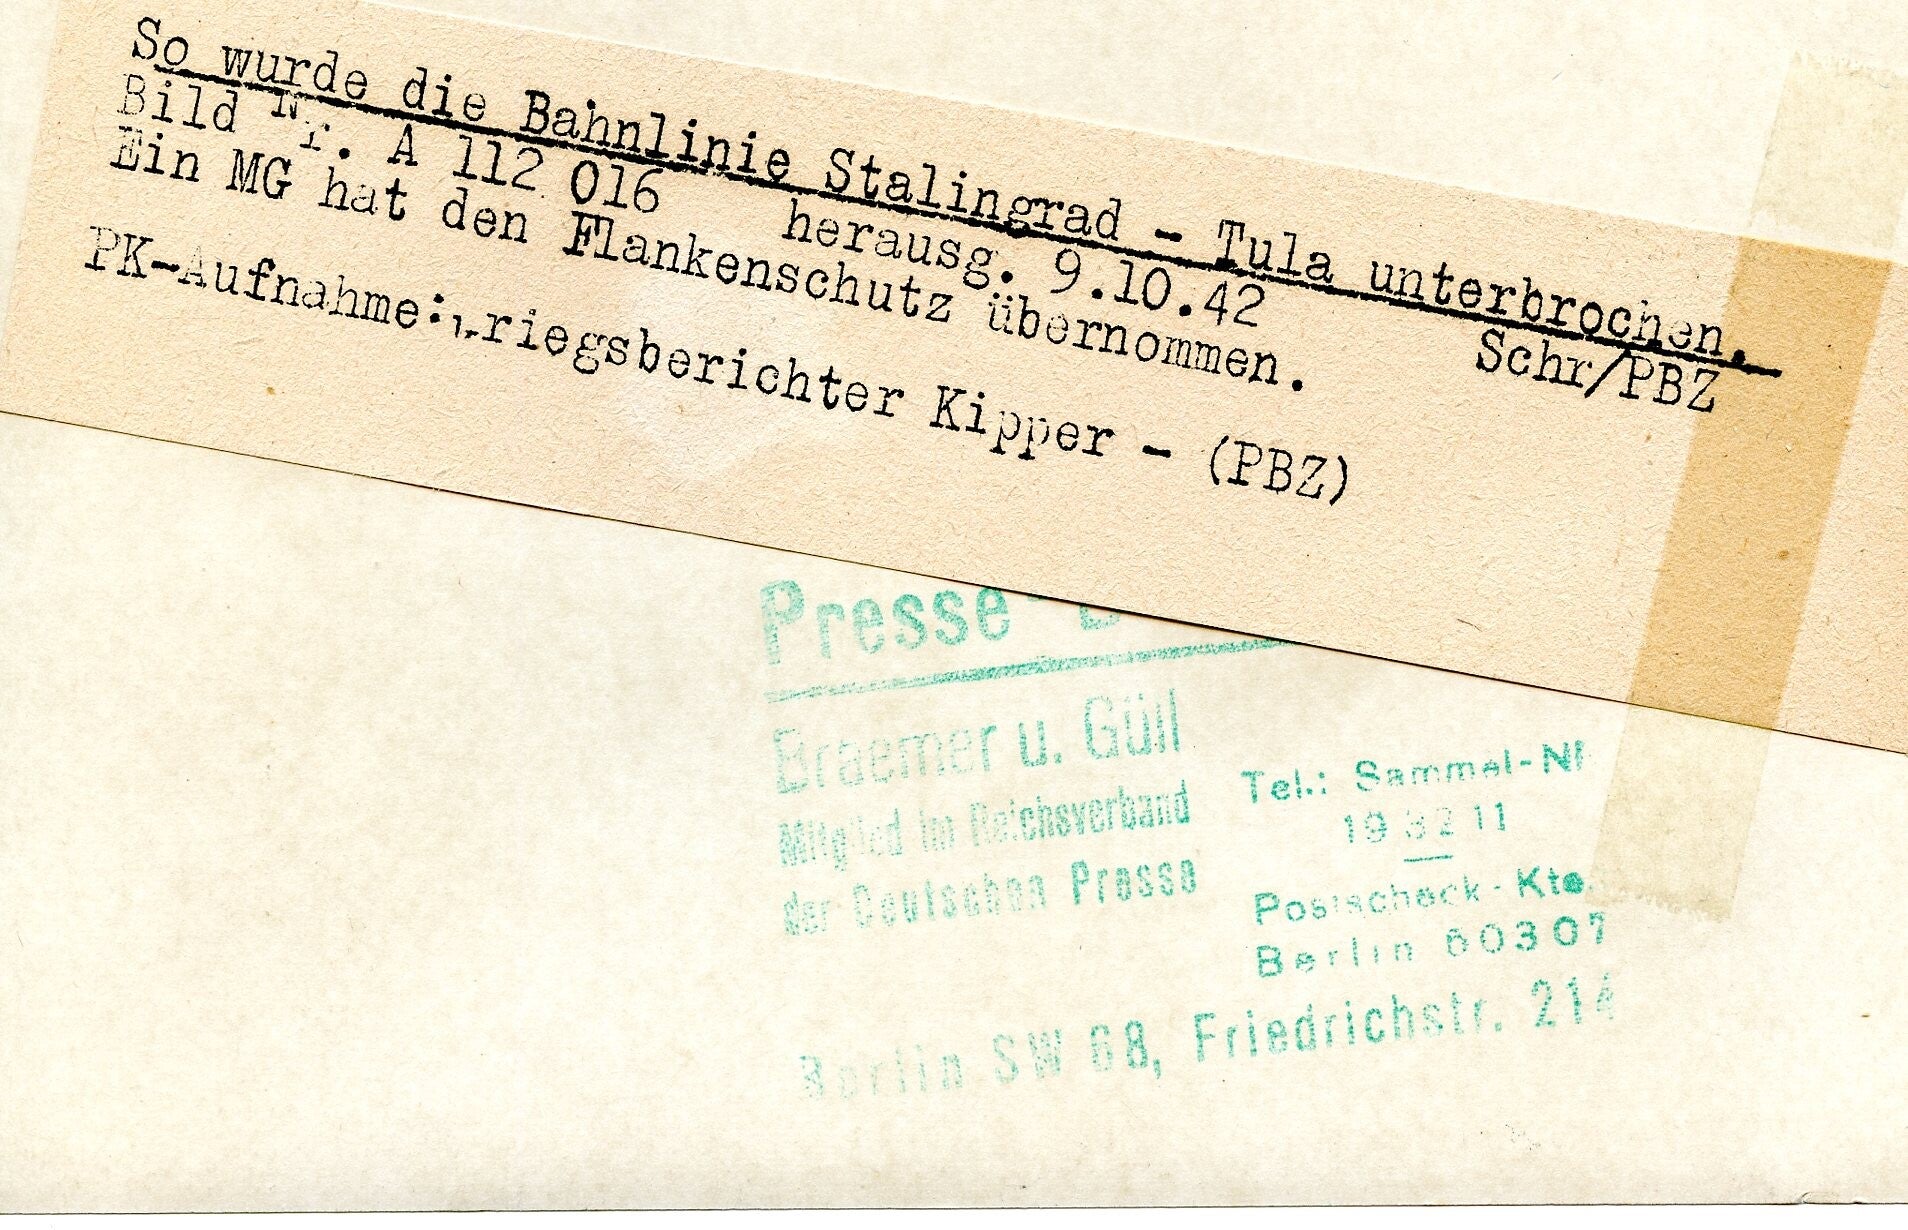 So wurde die Bahnlinie Stalingrad - Tula unterbrochen.
Bild Nr. A 112 016 herausg. 9.10.42 Schr/PBZ
Ein MG hat den Flankenschutz übernommen.
PK-Aufnahme: Kriegsberichter Kipper - (PBZ)
Presse-
Braemer u. Güll
Mitglied im Reichsverband
der Deutschen Presse
Tel.: Sammel-Nr
19 32 11
Postscheck-Kto.
Berlin 60307
Berlin SW 68, Friedrichstr. 214